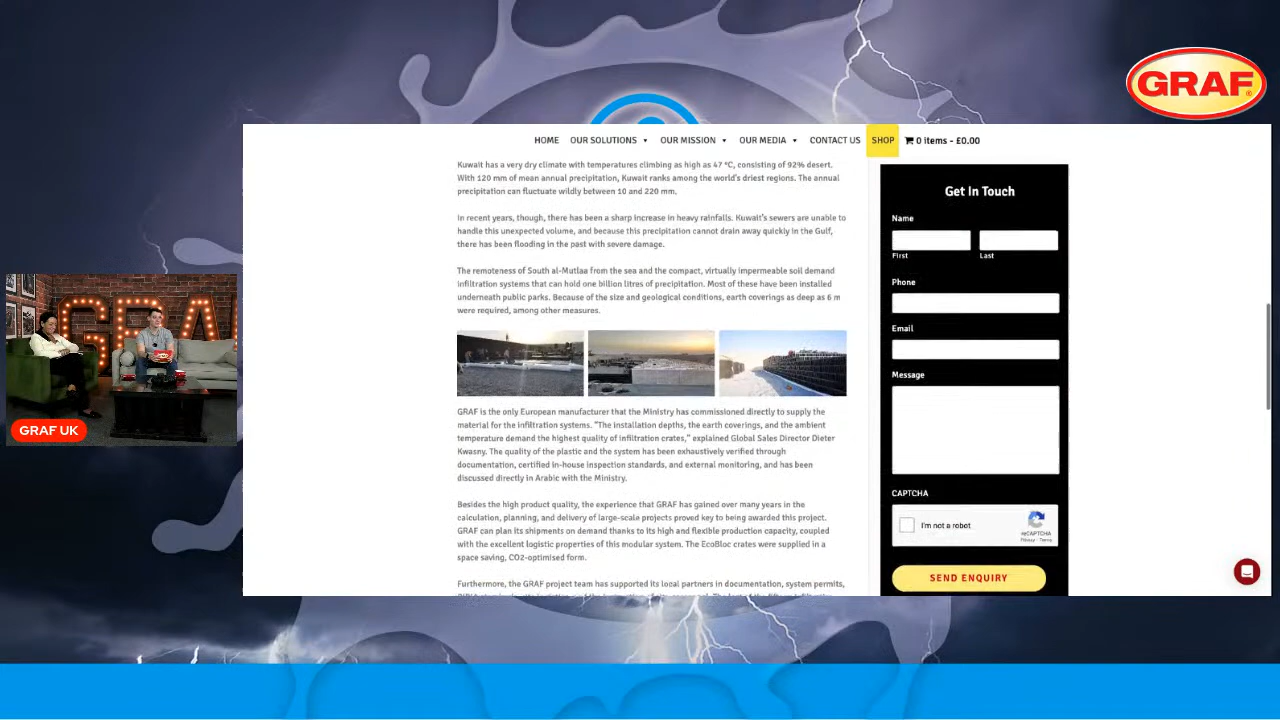 GRAF
HOME OUR SOLUTIONS OUR MISSION OUR MEDIA CONTACT US SHOP 0 items - £0.00
Kuwait has a very dry climate with temperatures climbing as high as 47 °C, consisting of 92% desert.
With 120 mm of mean annual precipitation, Kuwait ranks among the world's driest regions. The annual
precipitation can fluctuate wildly between 10 and 220 mm.
In recent years, though, there has been a sharp increase in heavy rainfalls. Kuwait's sewers are unable to
handle this unexpected volume, and because this precipitation cannot drain away quickly in the Gulf,
there has been flooding in the past with severe damage.
The remoteness of South al-Mutlaa from the sea and the compact, virtually impermeable soil demand
infiltration systems that can hold one billion litres of precipitation. Most of these have been installed
underneath public parks. Because of the size and geological conditions, earth coverings as deep as 6 m
were required, among other measures.
GRAF is the only European manufacturer that the Ministry has commissioned directly to supply the
material for the infiltration systems. "The installation depths, the earth coverings, and the ambient
temperature demand the highest quality of infiltration crates," explained Global Sales Director Dieter
Kwasny. The quality of the plastic and the system has been exhaustively verified through
documentation, certified in-house inspection standards, and external monitoring, and has been
discussed directly in Arabic with the Ministry.
Besides the high product quality, the experience that GRAF has gained over many years in the
calculation, planning, and delivery of large-scale projects proved key to being awarded this project.
GRAF can plan its shipments on demand thanks to its high and flexible production capacity, coupled
with the excellent logistic properties of this modular system. The EcoBloc crates were supplied in a
space saving, CO2-optimised form.
Furthermore, the GRAF project team has supported its local partners in documentation, system permits,
Get In Touch
Name
First Last
Phone
Email
Message
CAPTCHA
I'm not a robot
reCAPTCHA
Privacy - Terms
SEND ENQUIRY
GRA
GRAF UK